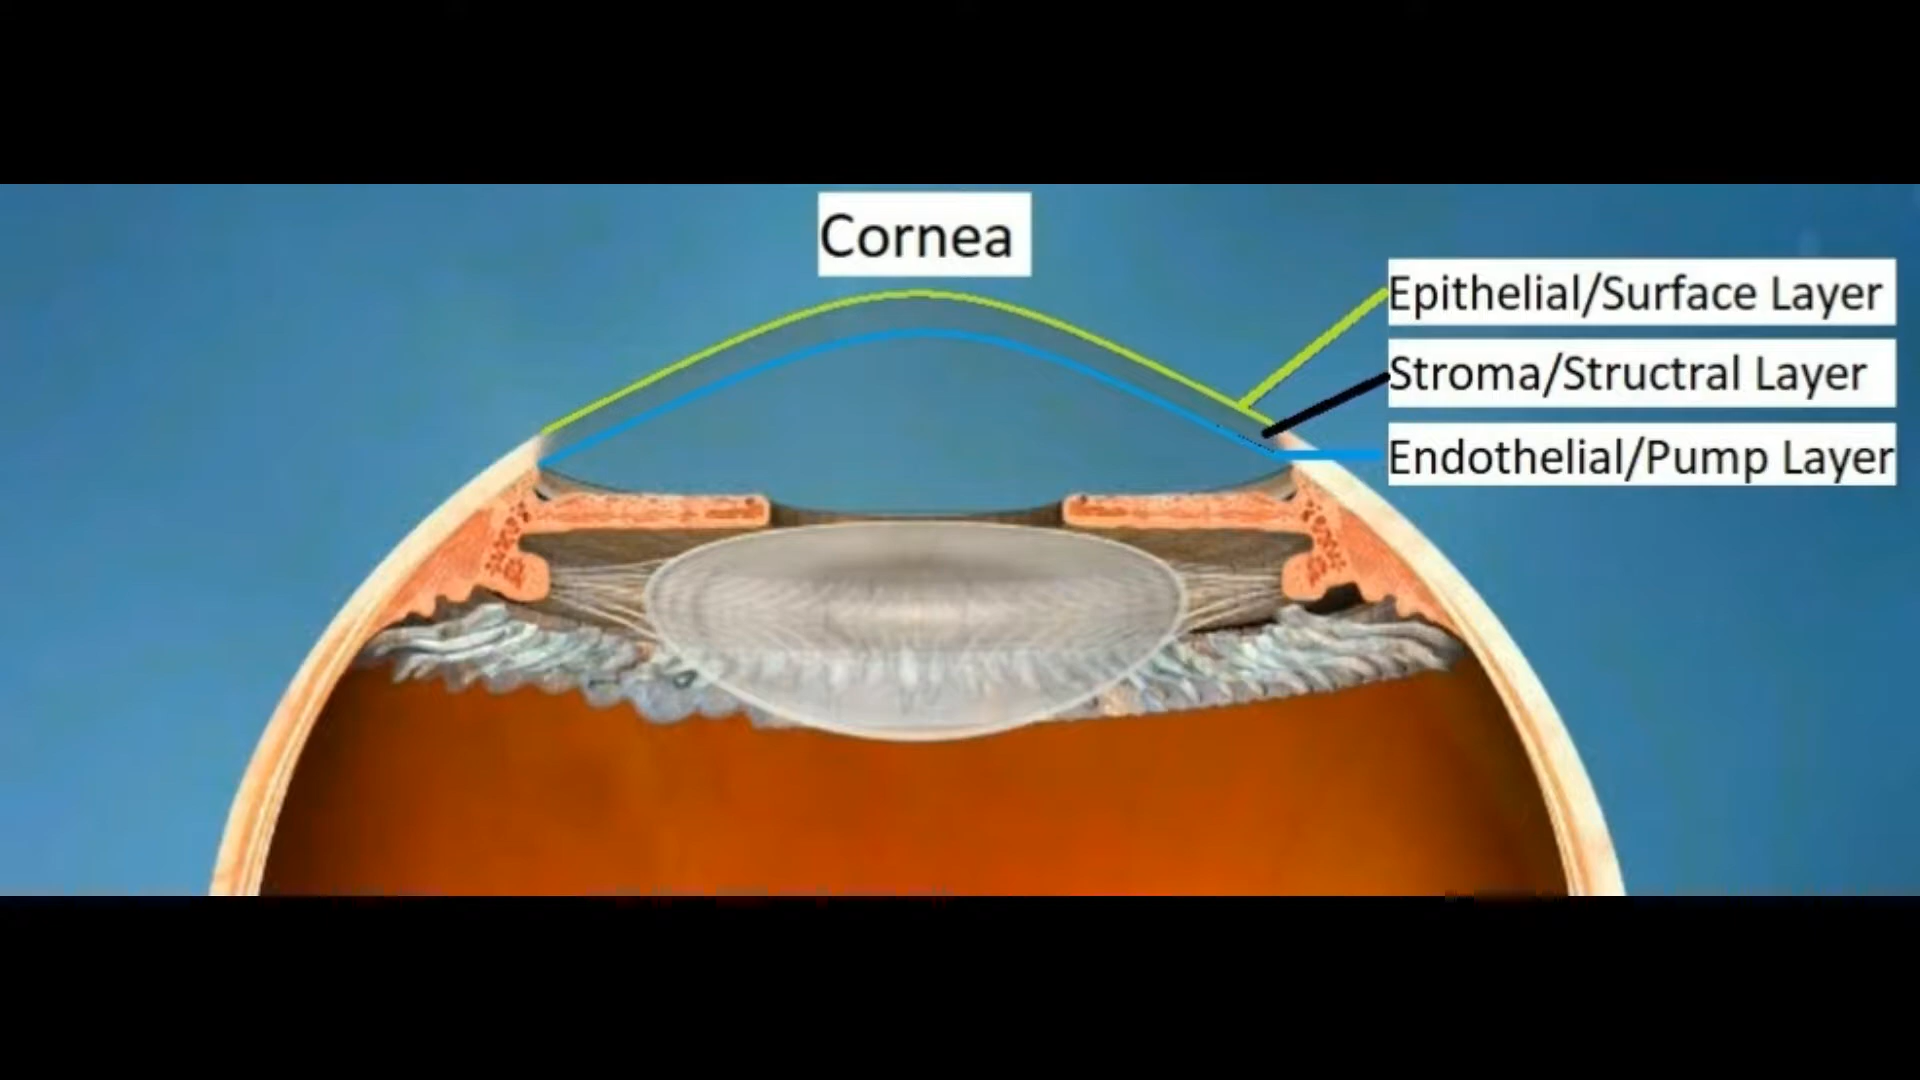 Cornea
Epithelial/Surface Layer
Stroma/Structral Layer
Endothelial/Pump Layer